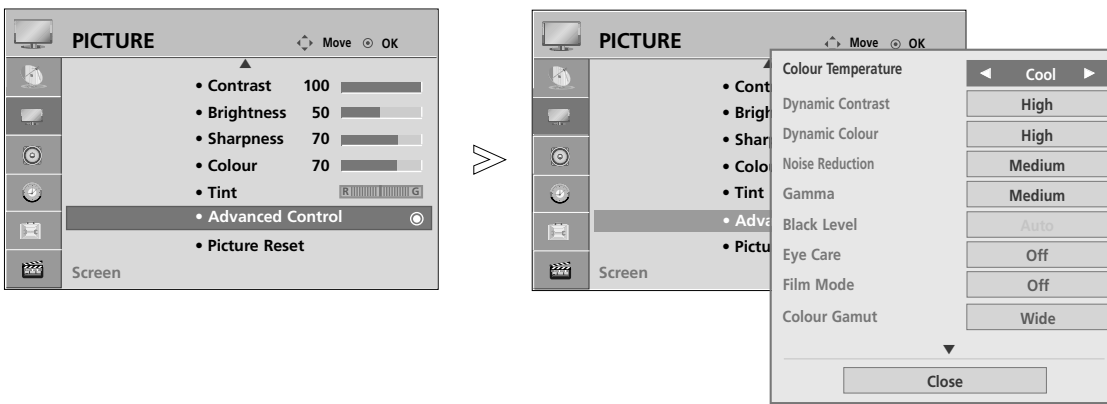 PICTURE
Move OK
• Contrast 100
• Brightness 50
• Sharpness 70
• Colour 70
• Tint R G
• Advanced Control
• Picture Reset
Screen
PICTURE
Move OK
• Cont
• Brigh
• Shar
• Colo
• Tint
• Adva
• Pictu
Screen
Colour Temperature ◀ Cool ▶
Dynamic Contrast High
Dynamic Colour High
Noise Reduction Medium
Gamma Medium
Black Level Auto
Eye Care Off
Film Mode Off
Colour Gamut Wide
Close